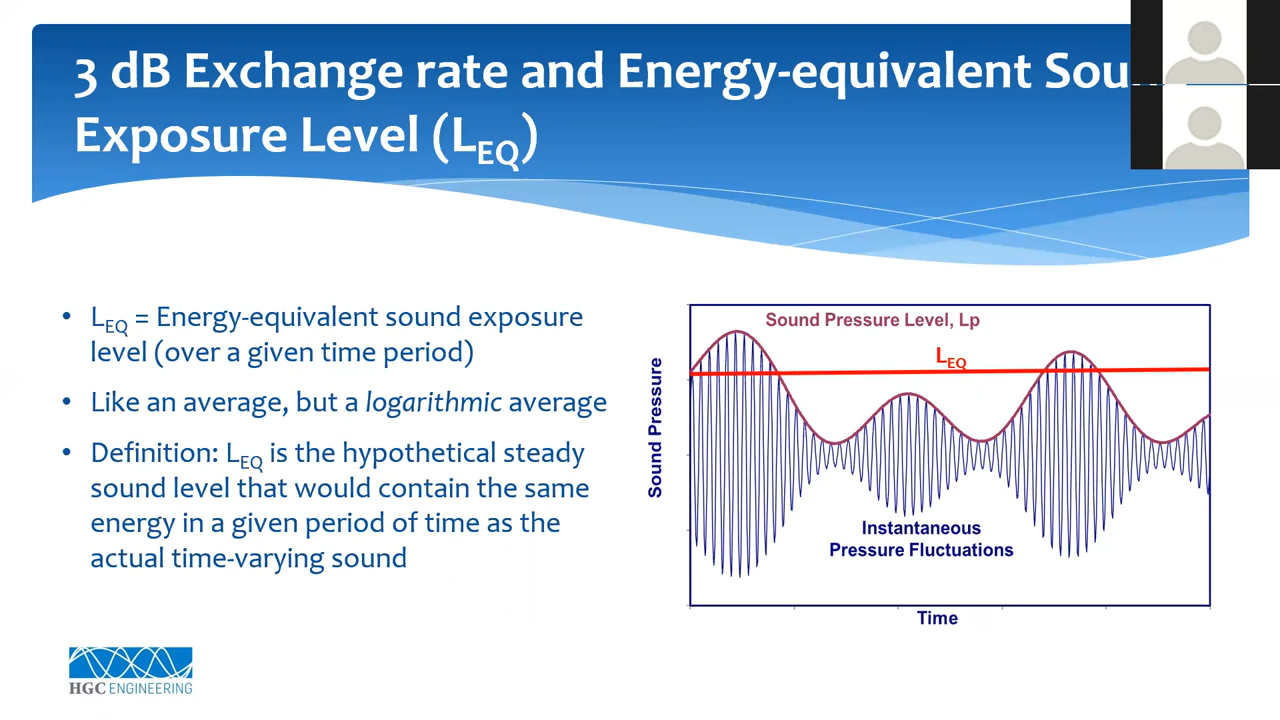 3 dB Exchange rate and Energy-equivalent
Exposure Level (LEQ)
• LEQ = Energy-equivalent sound exposure
level (over a given time period)
• Like an average, but a logarithmic average
• Definition: LEQ is the hypothetical steady
sound level that would contain the same
energy in a given period of time as the
actual time-varying sound
Sound Pressure Level, Lp
LEQ
Sound Pressure
Instantaneous
Pressure Fluctuations
Time
HGC ENGINEERING